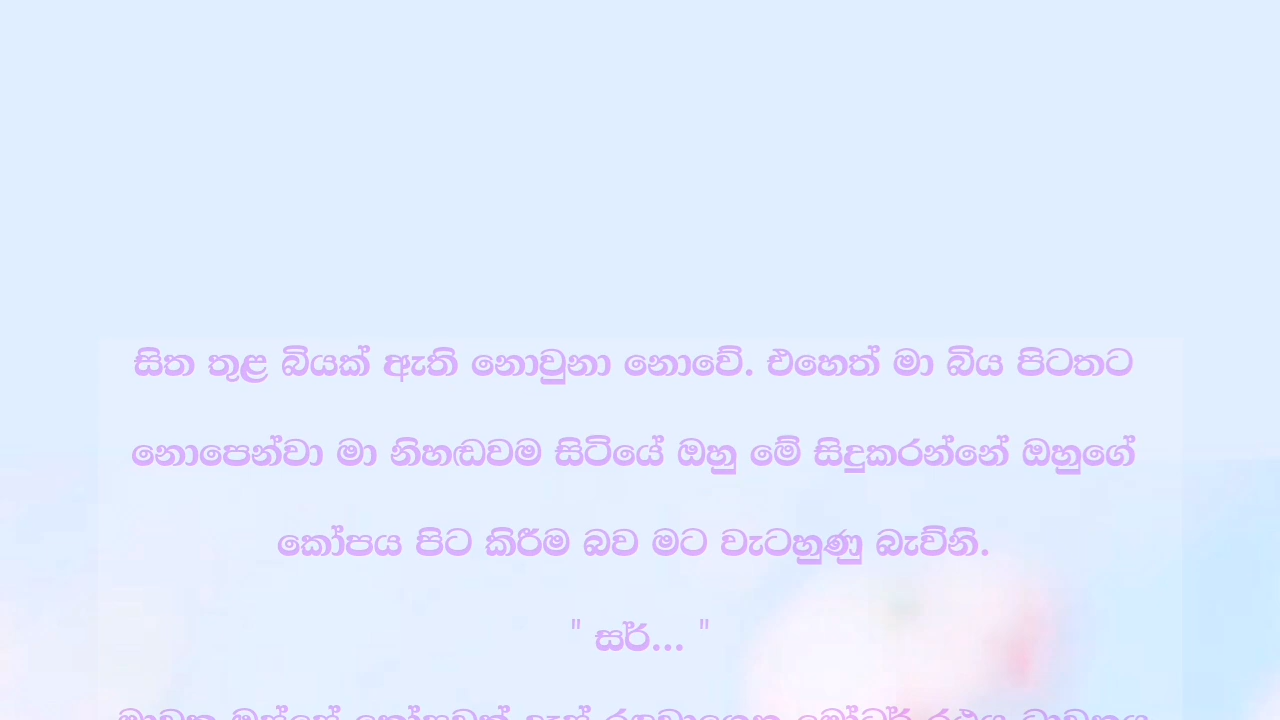 සිත තුළ බියක් ඇති නොවුනා නොවේ. එහෙත් මා බිය පිටතට
නොපෙන්වා මා නිහඬවම සිටියේ ඔහු මේ සිදුකරන්නේ ඔහුගේ
කෝපය පිට කිරීම බව මට වැටහුණු බැව්නි.
" සර්... "